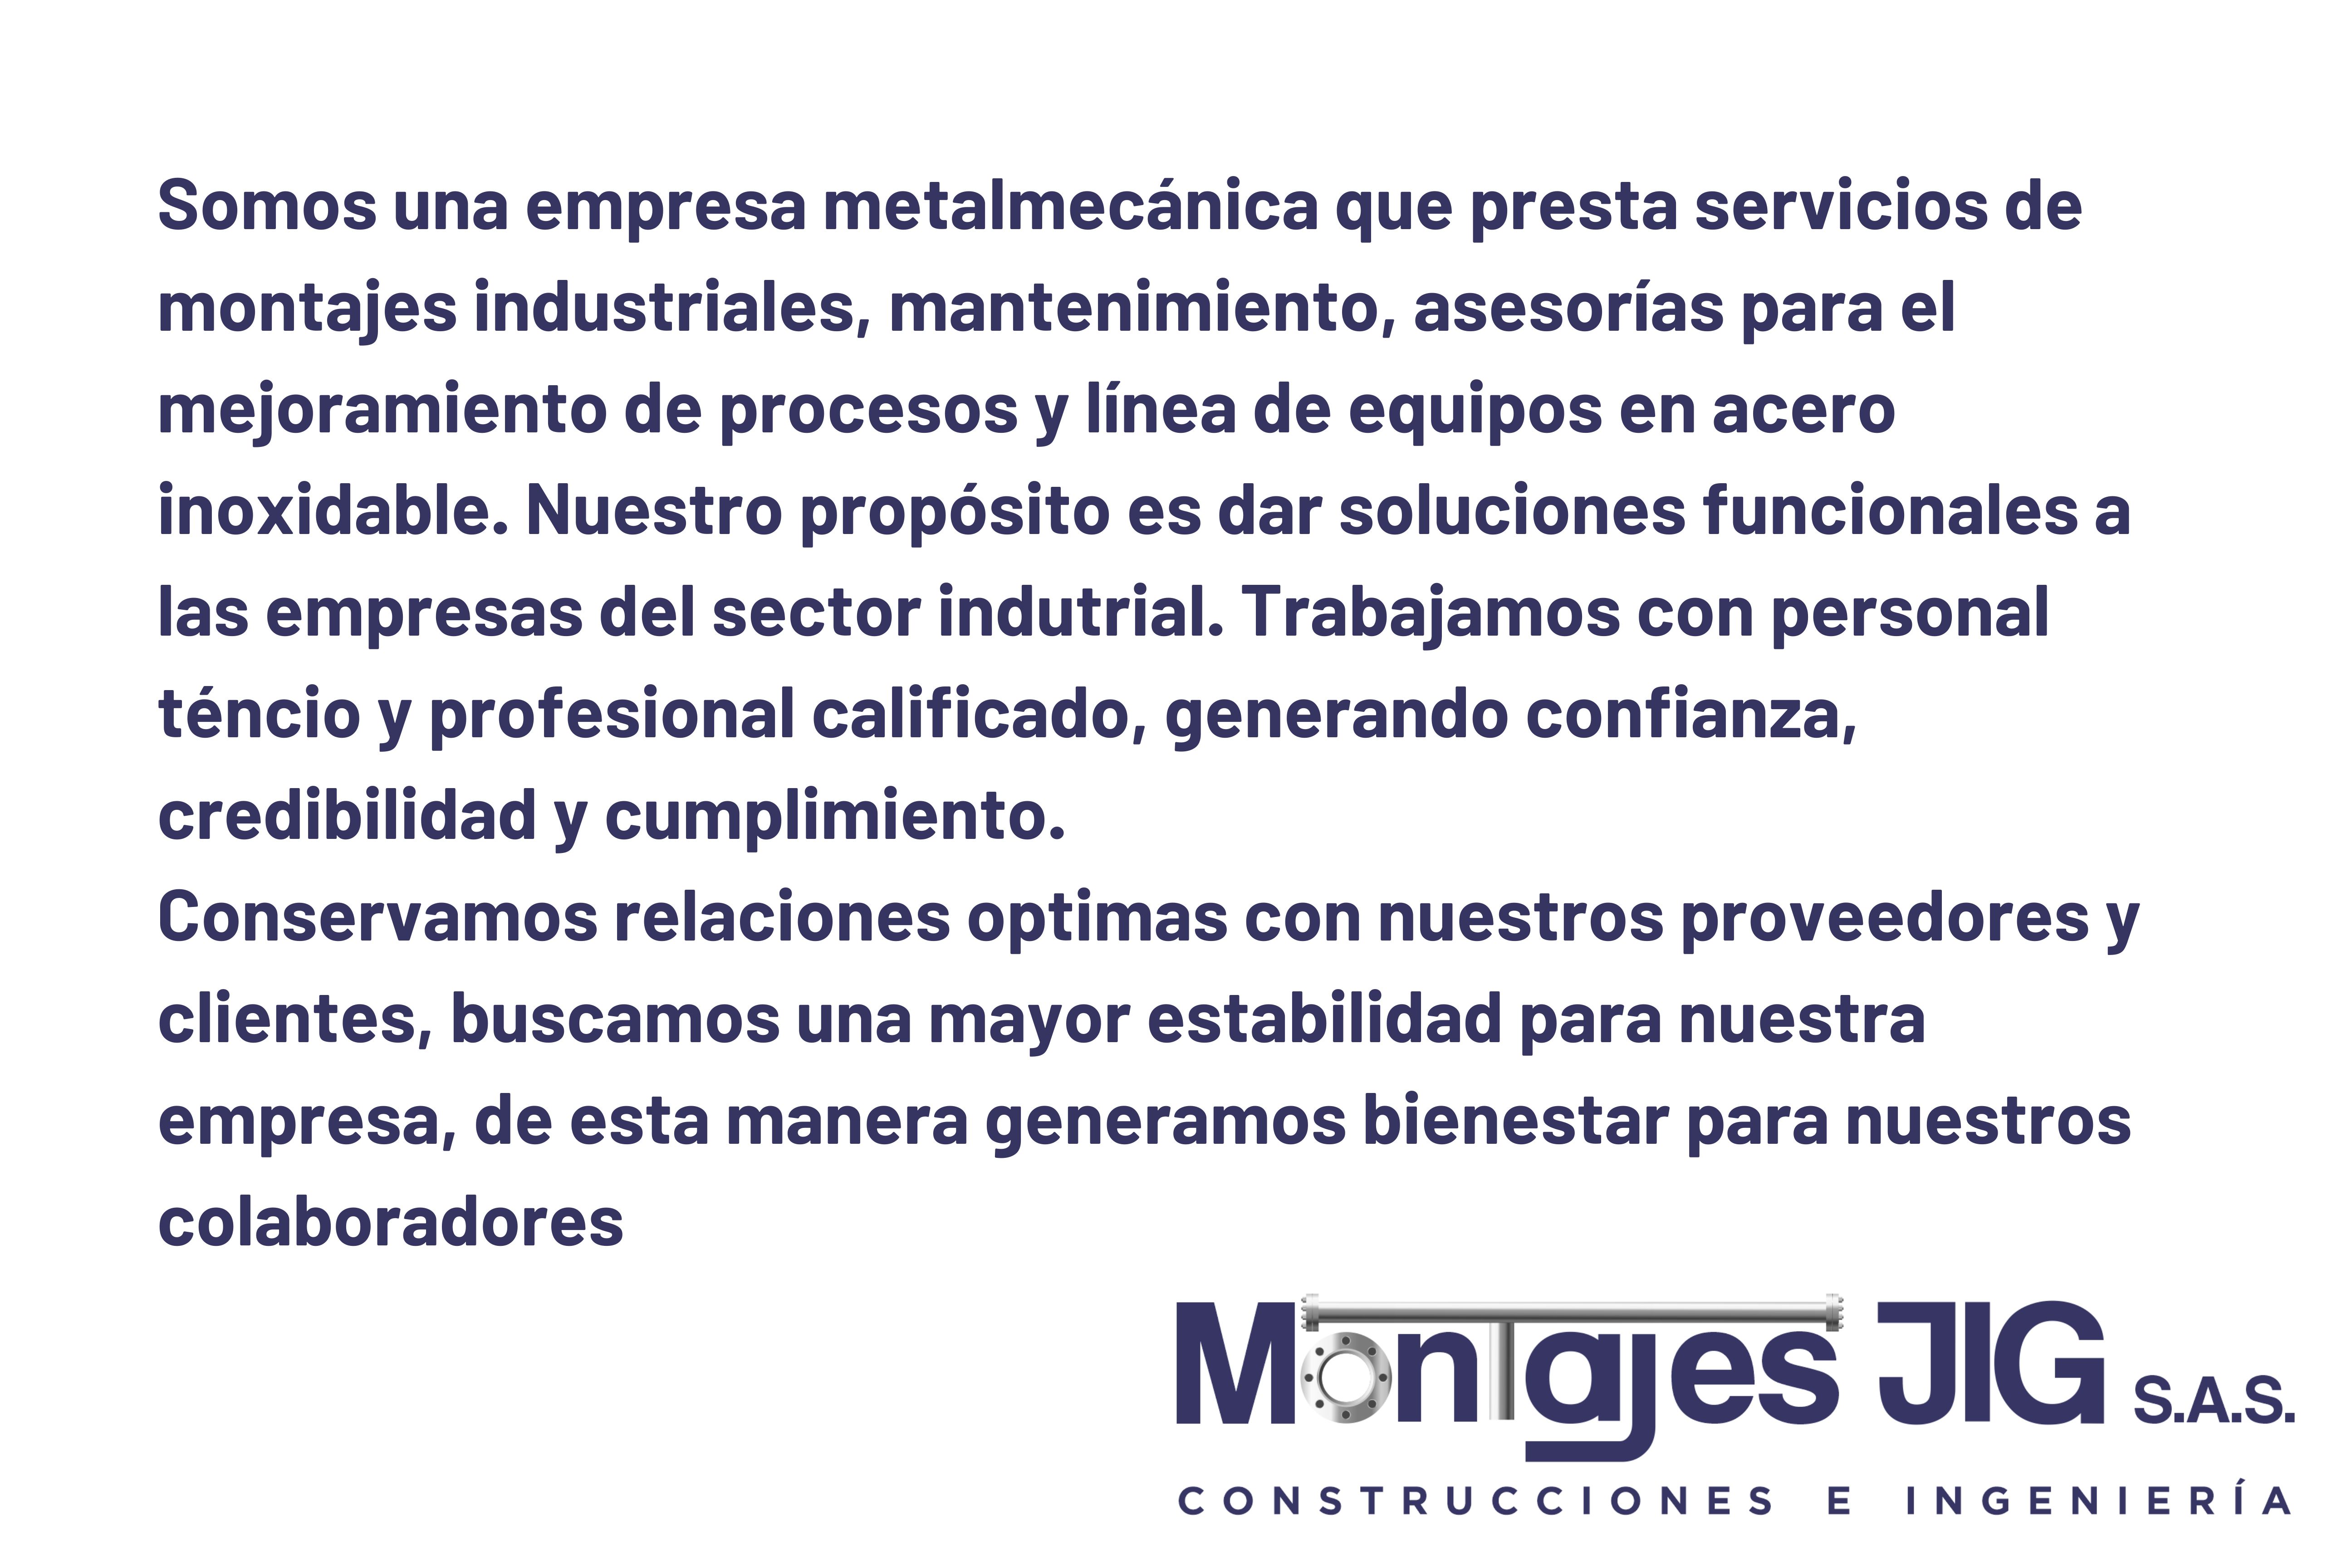 Somos una empresa metalmecánica que presta servicios de
montajes industriales, mantenimiento, asesorías para el
mejoramiento de procesos y línea de equipos en acero
inoxidable. Nuestro propósito es dar soluciones funcionales a
las empresas del sector indutrial. Trabajamos con personal
téncio y profesional calificado, generando confianza,
credibilidad y cumplimiento.
Conservamos relaciones optimas con nuestros proveedores y
clientes, buscamos una mayor estabilidad para nuestra
empresa, de esta manera generamos bienestar para nuestros
colaboradores
Montajes JIG S.A.S.
CONSTRUCCIONES E INGENIERÍA